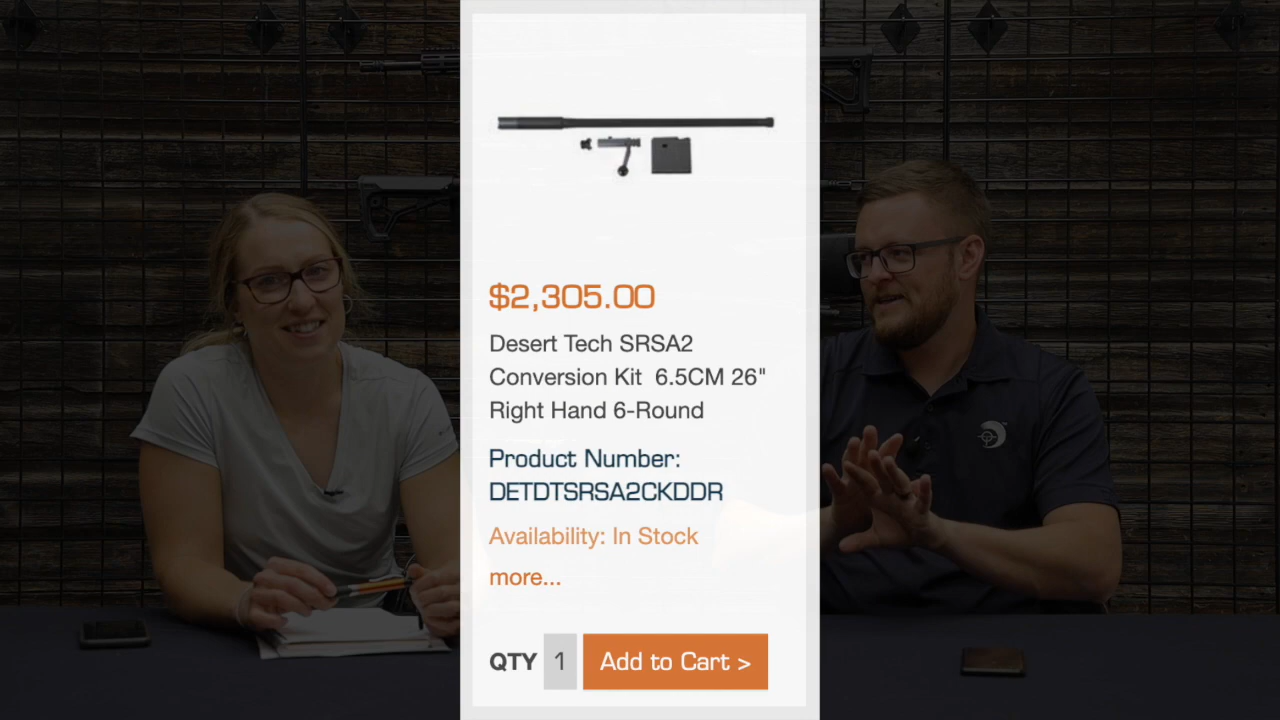 $2,305.00
Desert Tech SRSA2
Conversion Kit 6.5CM 26"
Right Hand 6-Round
Product Number:
DETDTSRSA2CKDDR
Availability: In Stock
more...
QTY 1 Add to Cart >